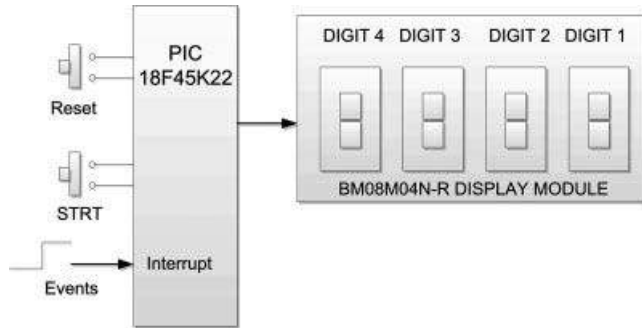 PIC
18F45K22
Reset
STRT
Events
Interrupt
DIGIT 4 DIGIT 3 DIGIT 2 DIGIT 1
BM08M04N-R DISPLAY MODULE